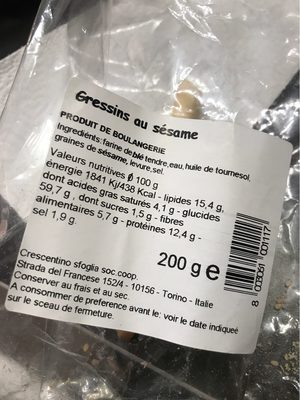 Gressins au sésame
PRODUIT DE BOULANGERIE
Ingrédients: farine de blé tendre, eau, huile de tournesol,
graines de sésame, levure, sel.
Valeurs nutritives Ø 100 g
énergie 1841 Kj/438 Kcal - lipides 15,4 g,
dont acides gras saturés 4,1 g - glucides
59,7 g, dont sucres 1,5 g - fibres
alimentaires 5,7 g - protéines 12,4 g -
sel 1,9 g.
200 g e
Crescentino sfoglia soc.coop.
Strada del Francese 152/4 - 10156 - Torino - Italie
Conserver au frais et au sec.
A consommer de preference avant le: voir le date indiquée
sur le sceau de fermeture.